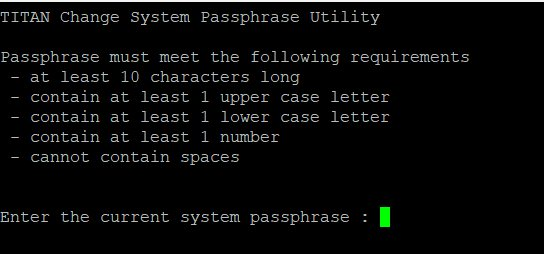 TITAN Change System Passphrase Utility
Passphrase must meet the following requirements
- at least 10 characters long
- contain at least 1 upper case letter
- contain at least 1 lower case letter
- contain at least 1 number
- cannot contain spaces
Enter the current system passphrase :